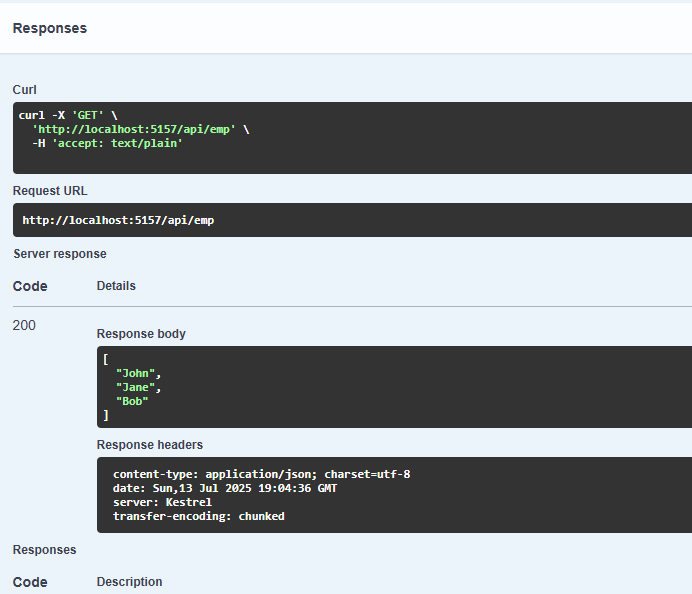 Responses
Curl
curl -X 'GET' \
'http://localhost:5157/api/emp' \
-H 'accept: text/plain'
Request URL
http://localhost:5157/api/emp
Server response
Code Details
200
Response body
[
"John",
"Jane",
"Bob"
]
Response headers
content-type: application/json; charset=utf-8
date: Sun,13 Jul 2025 19:04:36 GMT
server: Kestrel
transfer-encoding: chunked
Responses
Code Description